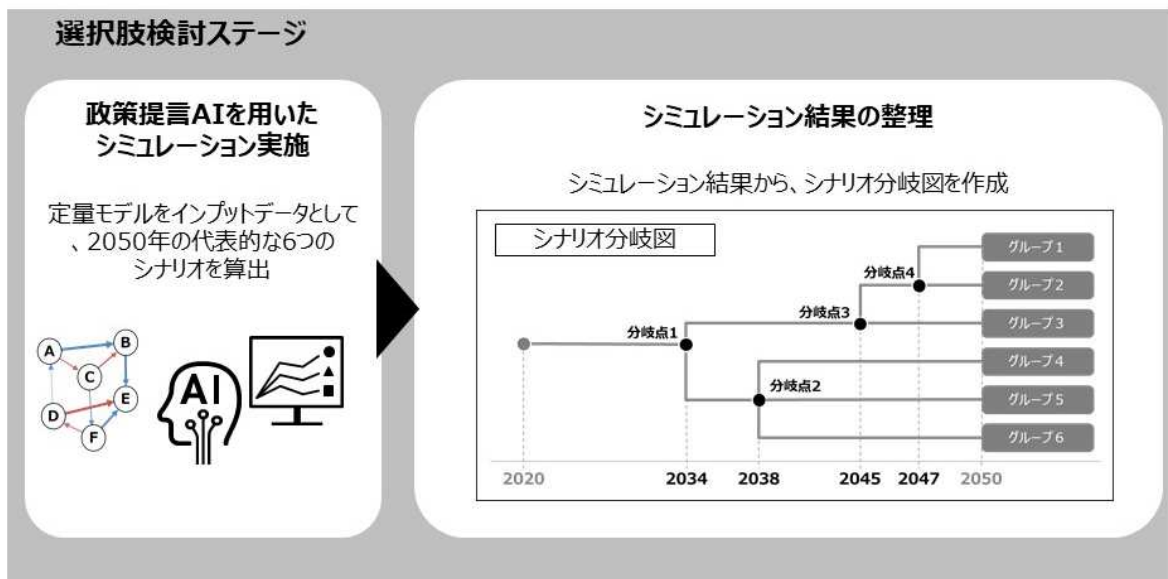 選択肢検討ステージ
政策提言AIを用いた
シミュレーション実施
定量モデルをインプットデータとして
、2050年の代表的な6つの
シナリオを算出
A
B
C
D
E
F
AI
シミュレーション結果の整理
シミュレーション結果から、シナリオ分岐図を作成
シナリオ分岐図
グループ1
分岐点4
グループ2
分岐点3
グループ3
分岐点1
グループ4
分岐点2
グループ5
グループ6
2020
2034
2038
2045
2047
2050